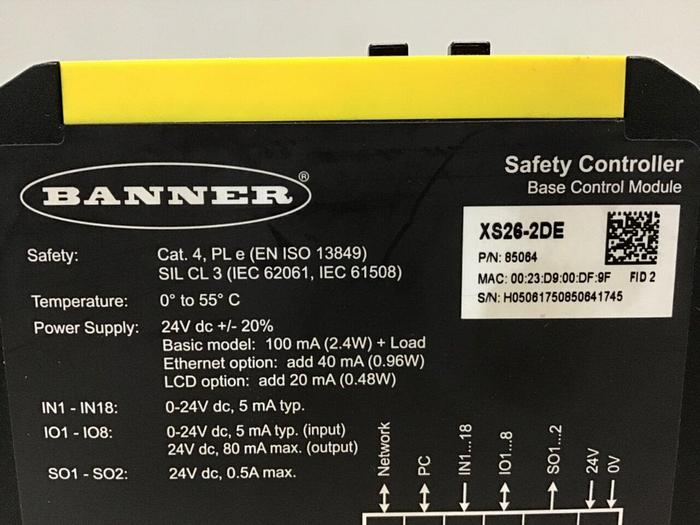 BANNER®
Safety Controller
Base Control Module
XS26-2DE
P/N: 85064
MAC: 00:23:D9:00:DF:9F FID 2
S/N: H05061750850641745
Safety: Cat. 4, PL e (EN ISO 13849)
SIL CL 3 (IEC 62061, IEC 61508)
Temperature: 0° to 55° C
Power Supply: 24V dc +/- 20%
Basic model: 100 mA (2.4W) + Load
Ethernet option: add 40 mA (0.96W)
LCD option: add 20 mA (0.48W)
IN1 - IN18: 0-24V dc, 5 mA typ.
IO1 - IO8: 0-24V dc, 5 mA typ. (input)
24V dc, 80 mA max. (output)
SO1 - SO2: 24V dc, 0.5A max.
Network
PC
IN1...18
IO1...8
SO1...2
24V
0V